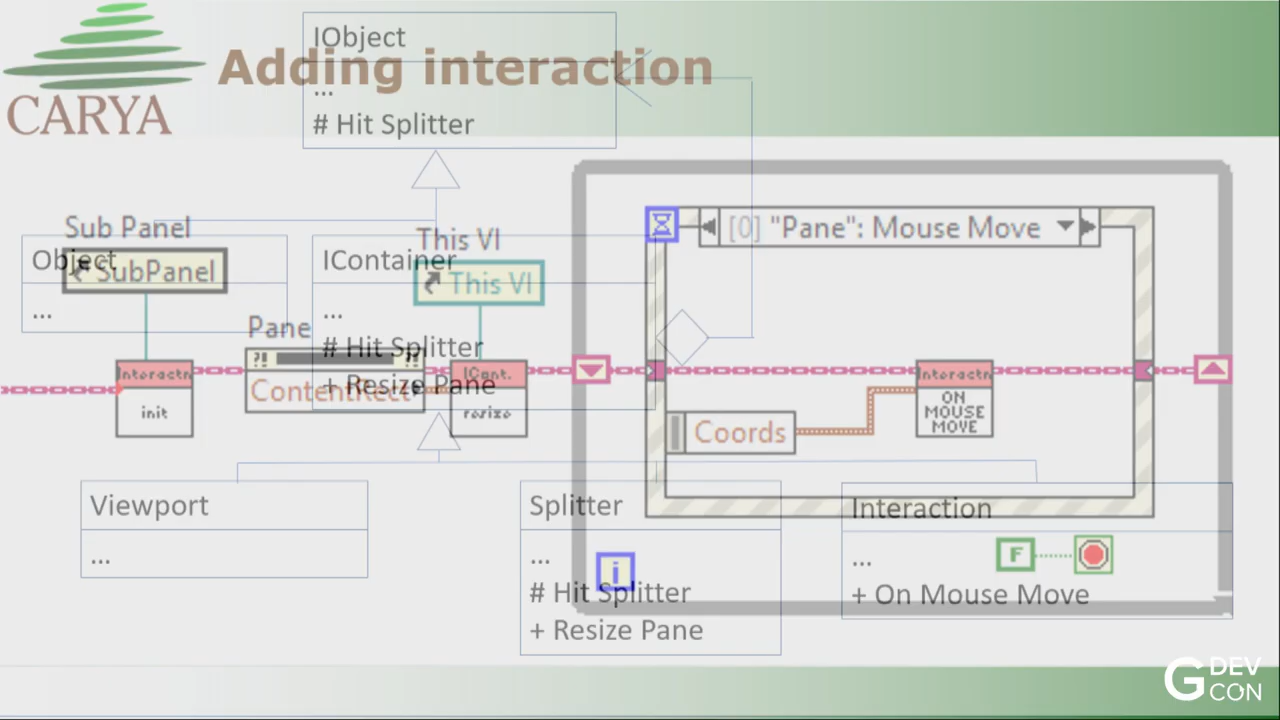 CARYA
Adding interaction
IObject
...
# Hit Splitter
Sub Panel
SubPanel
Object
...
This VI
This VI
IContainer
...
# Hit Splitter
+ Resize Pane
Pane
?! ?!
ContentRect
Interactn
init
ICont.
resize
[0] "Pane": Mouse Move
Coords
Interactn
ON
MOUSE
MOVE
Viewport
...
Splitter
...
# Hit Splitter
+ Resize Pane
i
Interaction
...
+ On Mouse Move
F
G DEV
CON